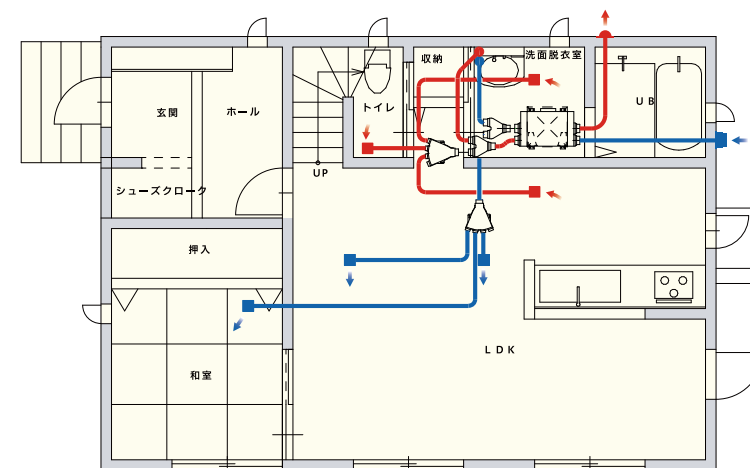 収納
洗面脱衣室
玄関
ホール
トイレ
UB
UP
シューズクローク
押入
LDK
和室